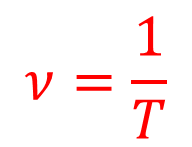 ν = 1/T